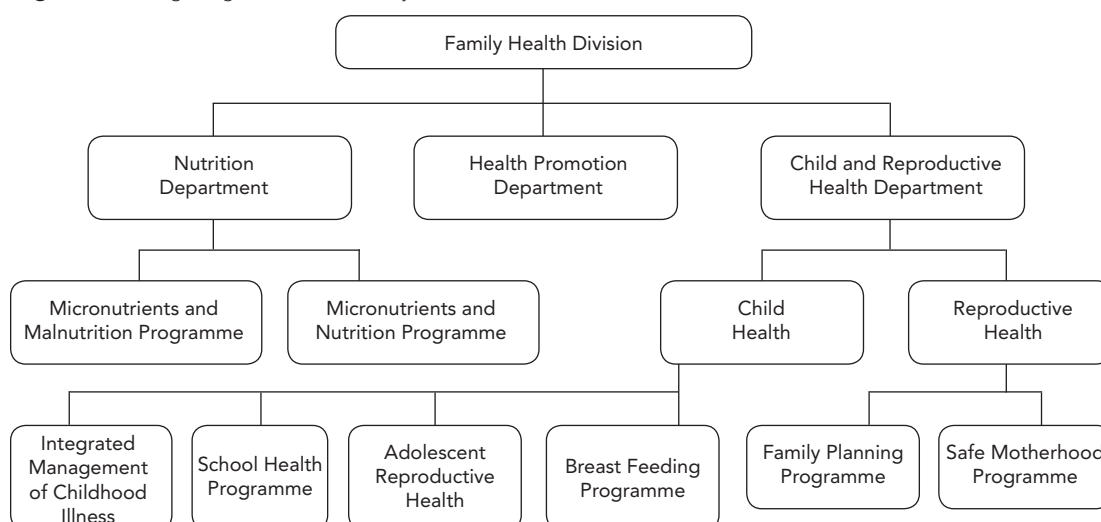 Family Health Division
Nutrition
Department
Health Promotion
Department
Child and Reproductive
Health Department
Micronutrients and
Malnutrition Programme
Micronutrients and
Nutrition Programme
Child
Health
Reproductive
Health
Integrated
Management
of Childhood
Illness
School Health
Programme
Adolescent
Reproductive
Health
Breast Feeding
Programme
Family Planning
Programme
Safe Motherhood
Programme